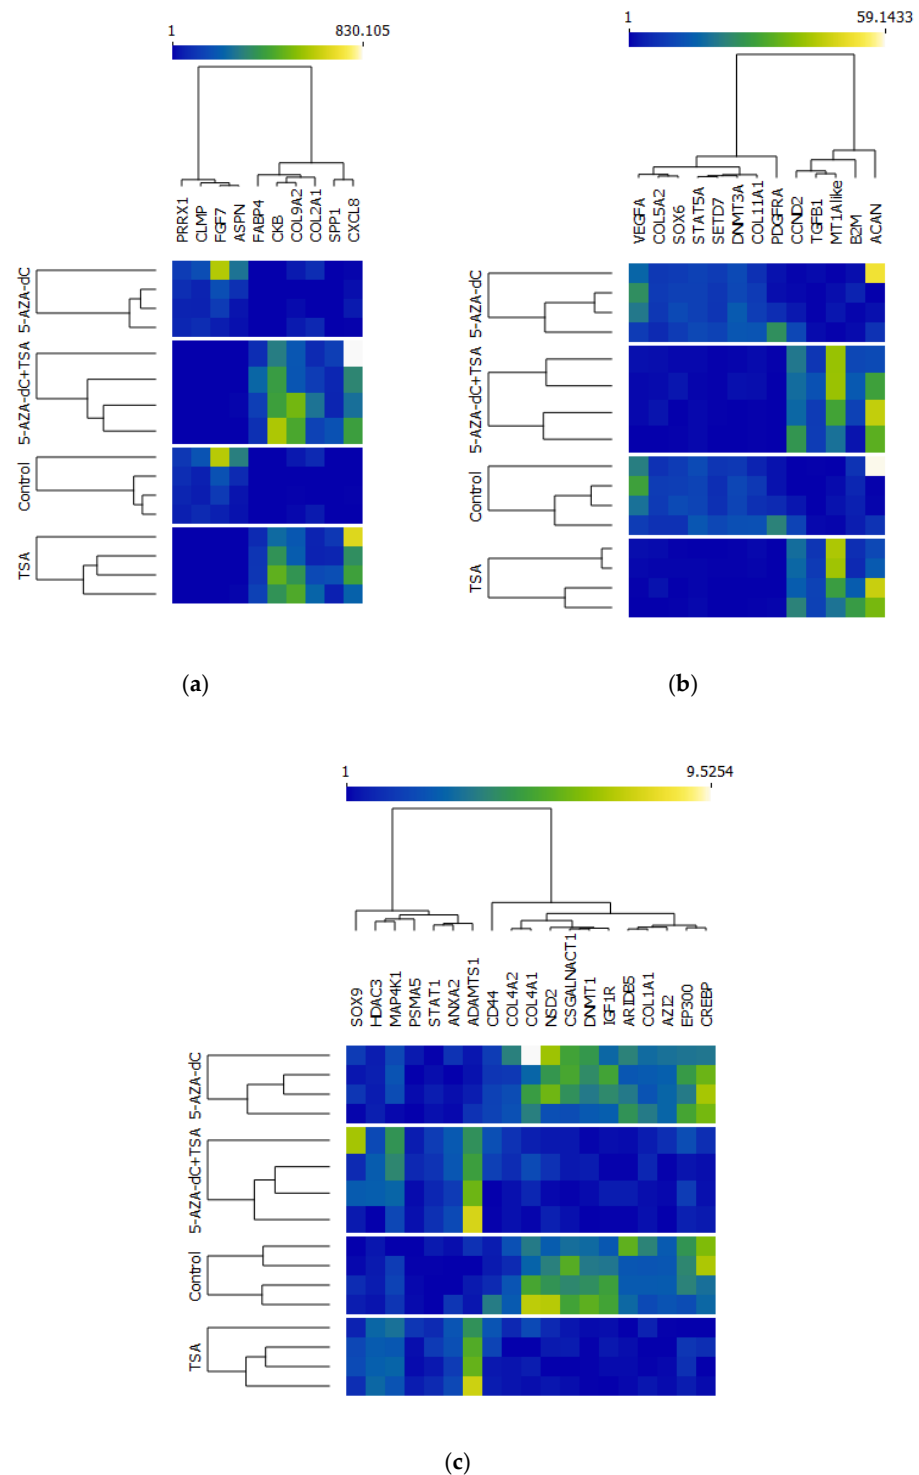 1 830.105
PRRX1
CLMP
FGF7
ASPN
FABP4
CKB
COL9A2
COL2A1
SPP1
CXCL8
5-AZA-dC
5-AZA-dC+TSA
Control
TSA
(a)
1 59.1433
VEGFA
COL5A2
SOX6
STAT5A
SETD7
DNMT3A
COL11A1
PDGFRA
CCND2
TGFB1
MT1Alike
B2M
ACAN
5-AZA-dC
5-AZA-dC+TSA
Control
TSA
(b)
1 9.5254
SOX9
HDAC3
MAP4K1
PSMA5
STAT1
ANXA2
ADAMTS1
CD44
COL4A2
COL4A1
NSD2
CSGALNACT1
DNMT1
IGF1R
ARID5B
COL1A1
AZI2
EP300
CREBP
5-AZA-dC
5-AZA-dC+TSA
Control
TSA
(c)